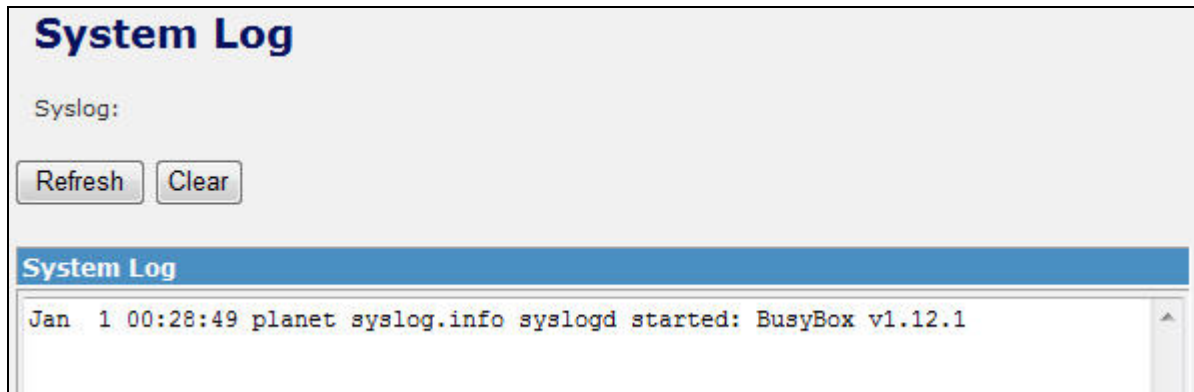 System Log
Syslog:
Refresh Clear
System Log
Jan  1 00:28:49 planet syslog.info syslogd started: BusyBox v1.12.1